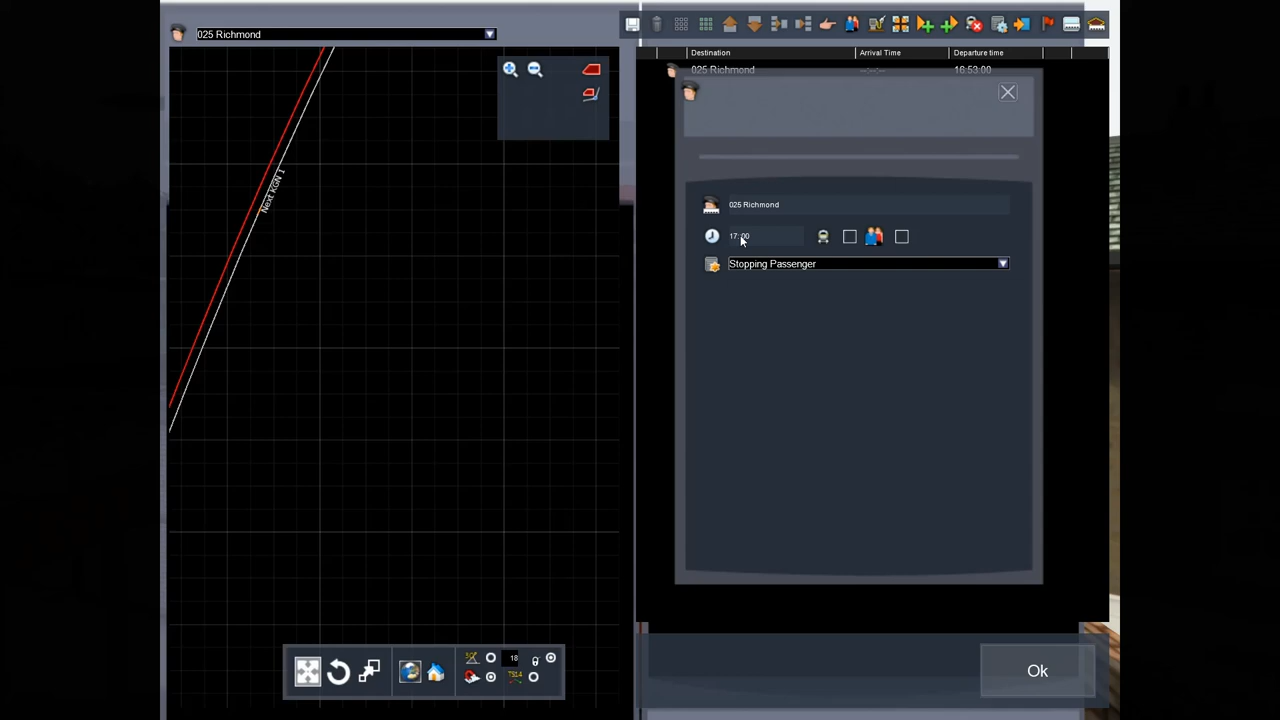 025 Richmond
Destination
Arrival Time
Departure time
025 Richmond
--:--:--
16:53:00
Next KGN 1
025 Richmond
17:00
Stopping Passenger
18
TS14
Ok